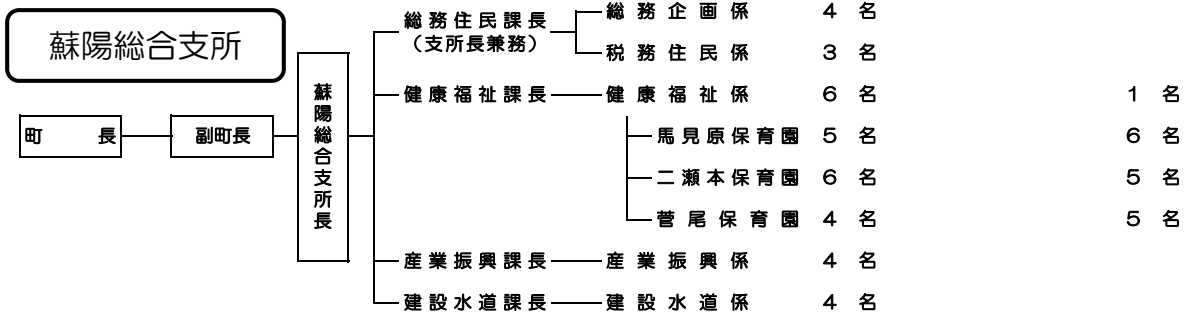 蘇陽総合支所
町長
副町長
蘇陽総合支所長
総務住民課長
（支所長兼務）
総務企画係 4名
税務住民係 3名
健康福祉課長 健康福祉係 6名 1名
馬見原保育園 5名 6名
二瀬本保育園 6名 5名
菅尾保育園 4名 5名
産業振興課長 産業振興係 4名
建設水道課長 建設水道係 4名